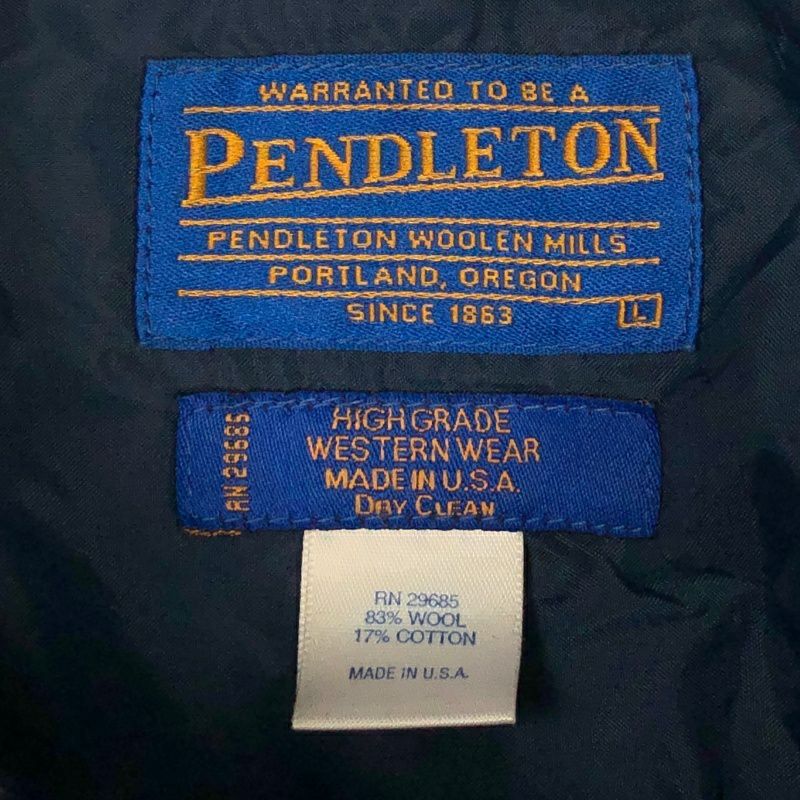 WARRANTED TO BE A
PENDLETON
PENDLETON WOOLEN MILLS
PORTLAND, OREGON
SINCE 1863
L
RN 29685
HIGH GRADE
WESTERN WEAR
MADE IN U.S.A.
DRY CLEAN
RN 29685
83% WOOL
17% COTTON
MADE IN U.S.A.